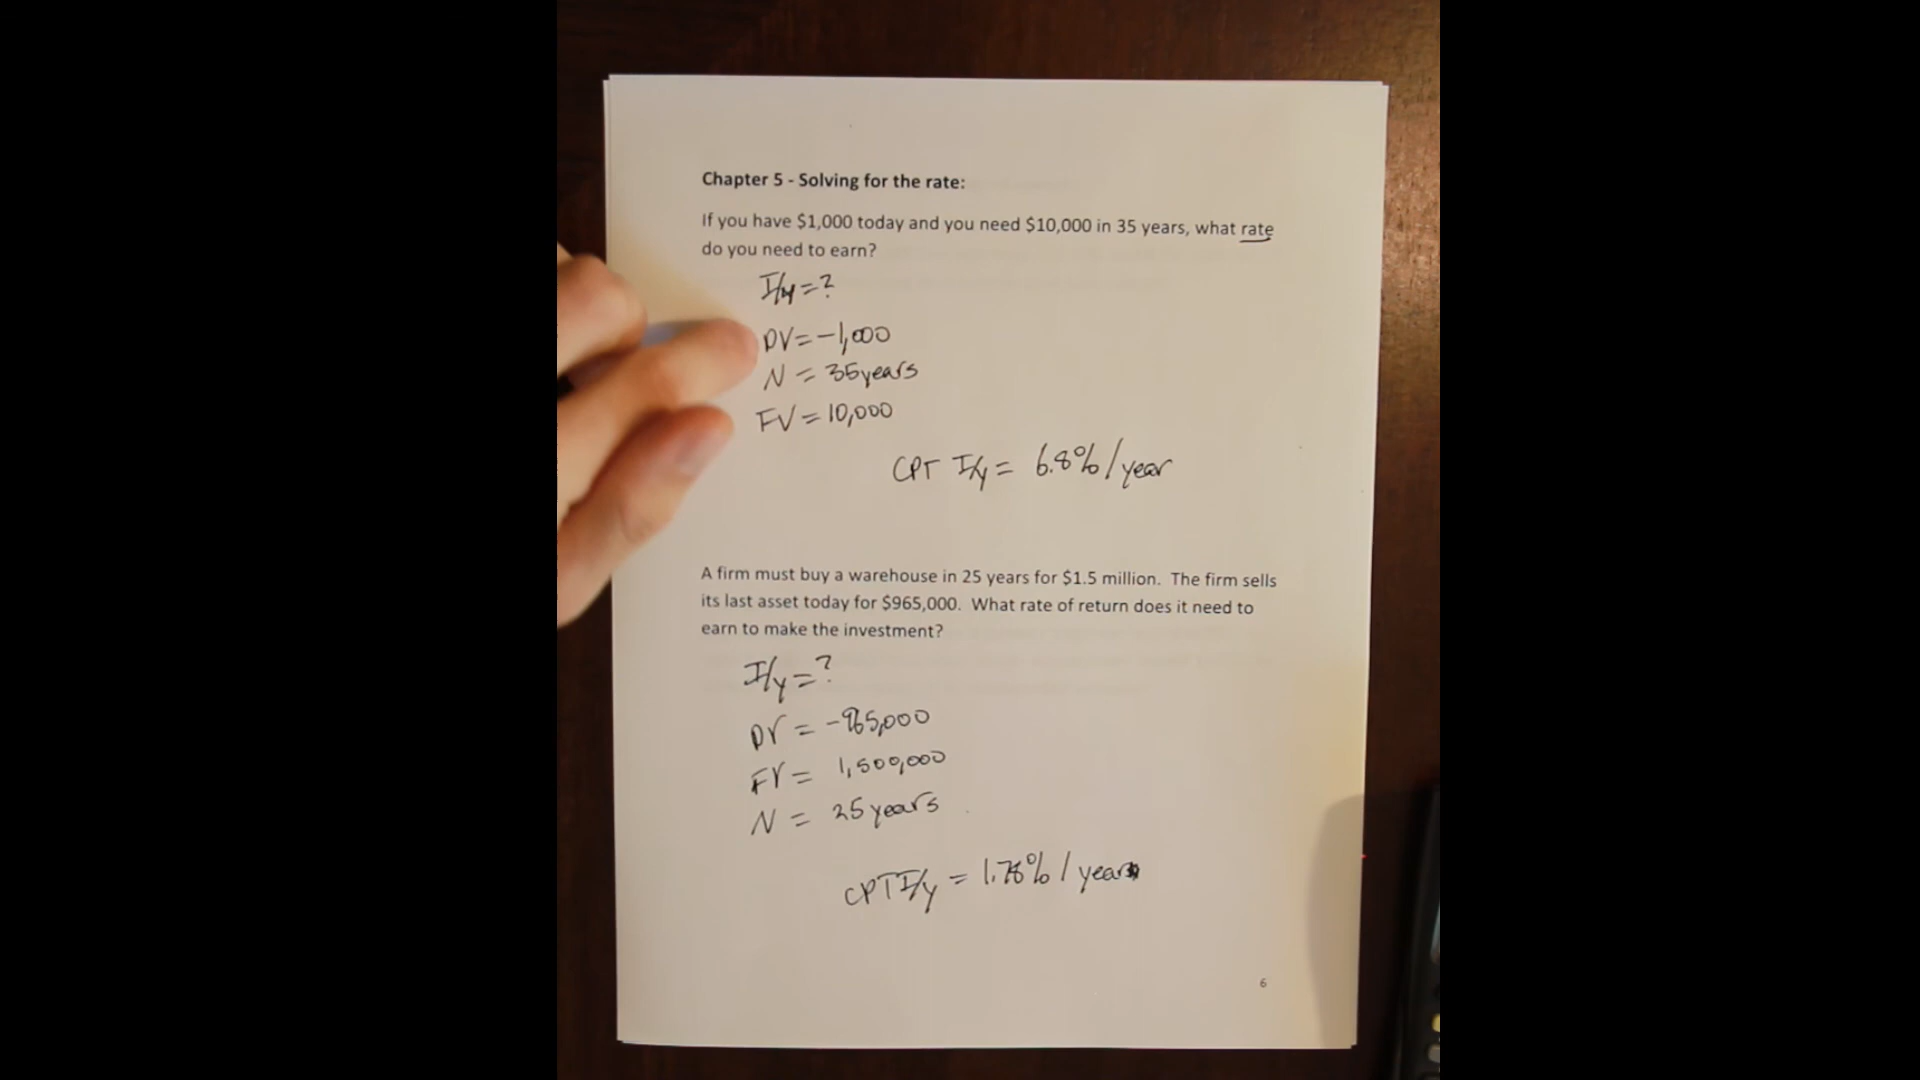 Chapter 5 - Solving for the rate:
If you have $1,000 today and you need $10,000 in 35 years, what rate
do you need to earn?
I/y = ?
PV = -1,000
N = 35 years
FV = 10,000
CPT I/y = 6.8% / year
A firm must buy a warehouse in 25 years for $1.5 million. The firm sells
its last asset today for $965,000. What rate of return does it need to
earn to make the investment?
I/y = ?
PV = -965,000
FV = 1,500,000
N = 25 years
CPT I/y = 1.78% / year
6